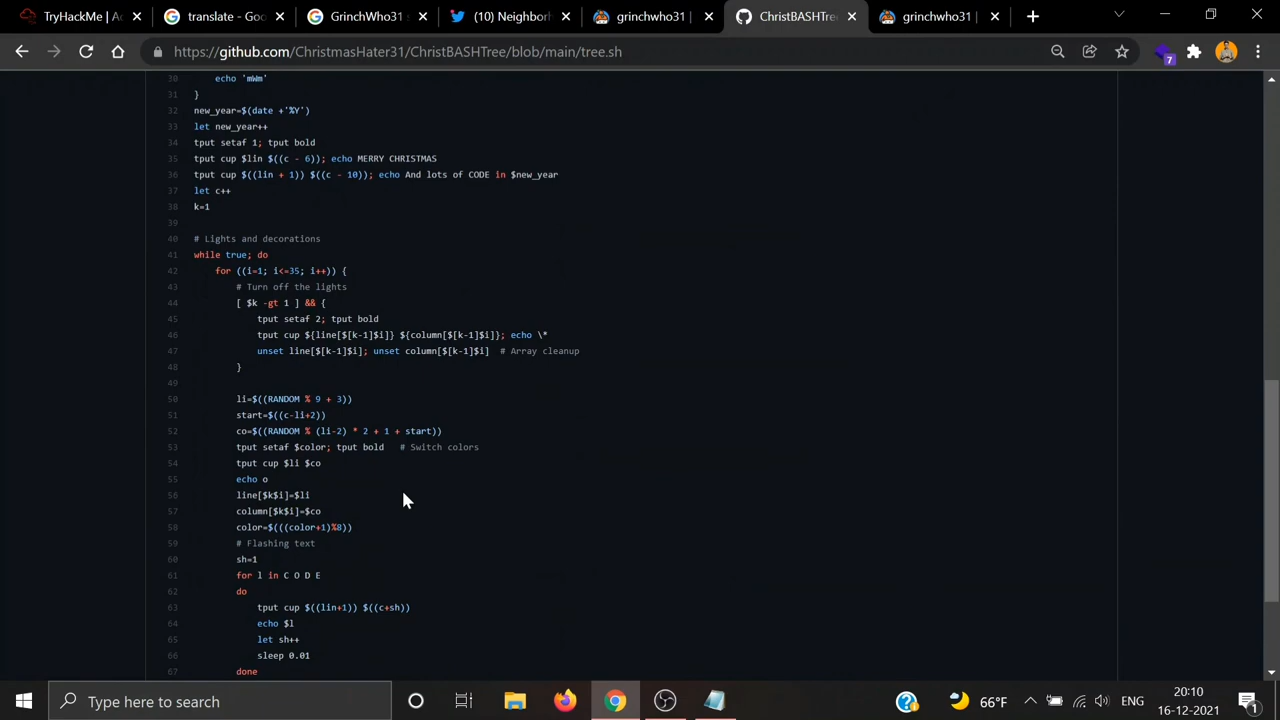 TryHackMe | Ad
translate - Goo
GrinchWho31 s
(10) Neighborh
grinchwho31 |
ChristBASHTre
grinchwho31 |
https://github.com/ChristmasHater31/ChristBASHTree/blob/main/tree.sh
7
30 echo 'mWm'
31 }
32 new_year=$(date +'%Y')
33 let new_year++
34 tput setaf 1; tput bold
35 tput cup $lin $((c - 6)); echo MERRY CHRISTMAS
36 tput cup $((lin + 1)) $((c - 10)); echo And lots of CODE in $new_year
37 let c++
38 k=1
39
40 # Lights and decorations
41 while true; do
42 for ((i=1; i<=35; i++)) {
43 # Turn off the lights
44 [ $k -gt 1 ] && {
45 tput setaf 2; tput bold
46 tput cup ${line[$[k-1]$i]} ${column[$[k-1]$i]}; echo \*
47 unset line[$[k-1]$i]; unset column[$[k-1]$i] # Array cleanup
48 }
49
50 li=$((RANDOM % 9 + 3))
51 start=$((c-li+2))
52 co=$((RANDOM % (li-2) * 2 + 1 + start))
53 tput setaf $color; tput bold # Switch colors
54 tput cup $li $co
55 echo o
56 line[$k$i]=$li
57 column[$k$i]=$co
58 color=$(((color+1)%8))
59 # Flashing text
60 sh=1
61 for l in C O D E
62 do
63 tput cup $((lin+1)) $((c+sh))
64 echo $l
65 let sh++
66 sleep 0.01
67 done
Type here to search
66°F
ENG
20:10
16-12-2021
1